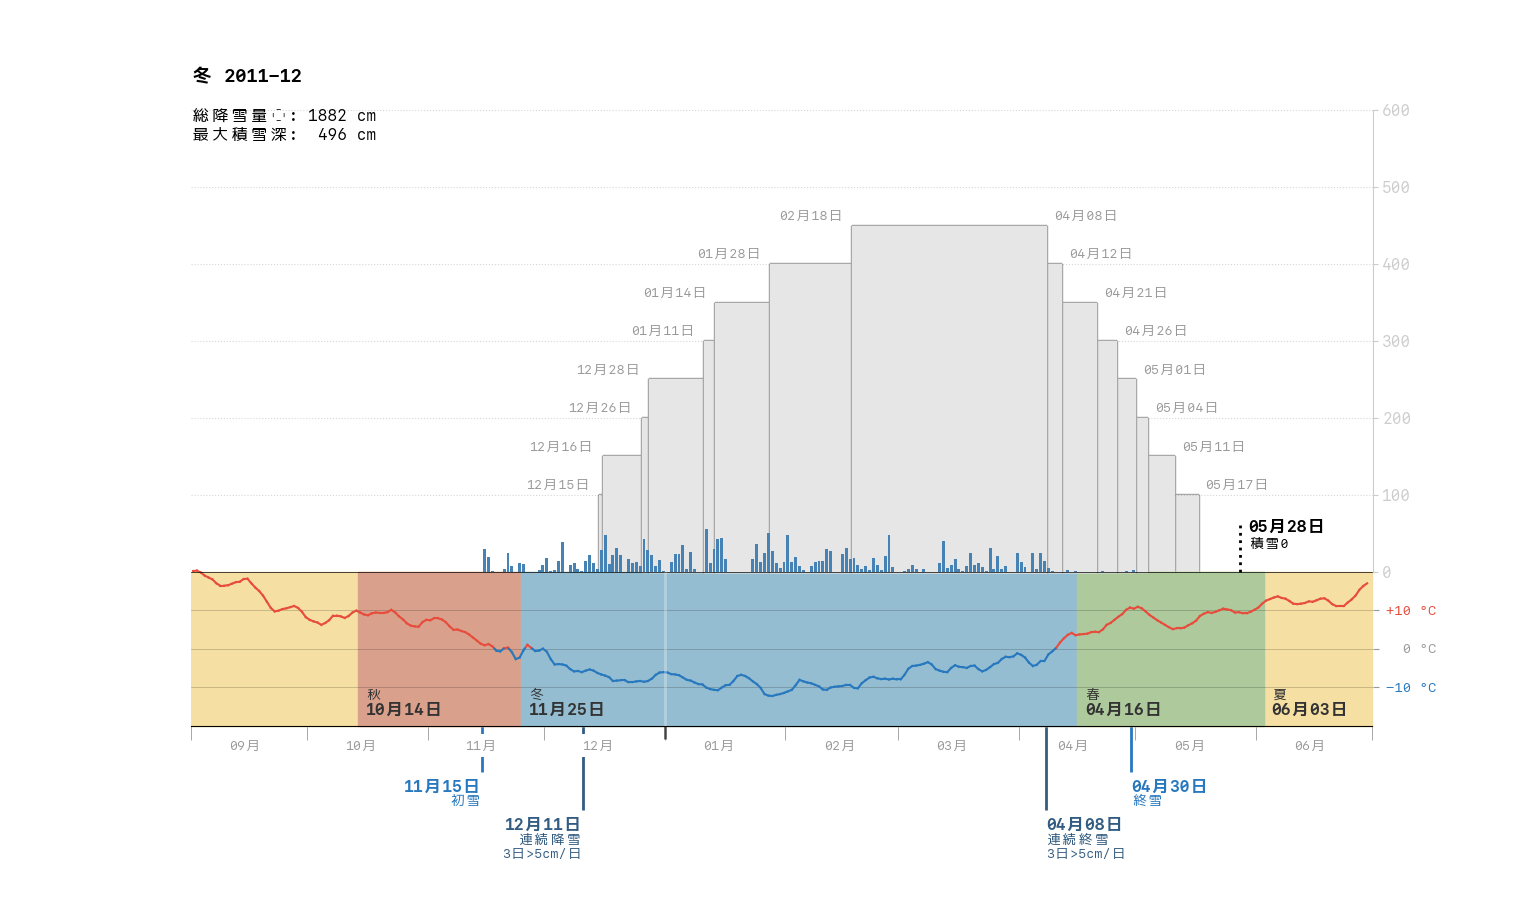 冬 2011−12
総降雪量○: 1882 cm
最大積雪深: 496 cm
600
500
02月18日 04月08日
01月28日 04月12日
400
01月14日 04月21日
01月11日 04月26日
300
12月28日 05月01日
12月26日 05月04日
200
12月16日 05月11日
12月15日 05月17日
100
05月28日
積雪0
0
+10 °C
0 °C
−10 °C
秋
10月14日
冬
11月25日
春
04月16日
夏
06月03日
09月 10月 11月 12月 01月 02月 03月 04月 05月 06月
11月15日
初雪
04月30日
終雪
12月11日
連続降雪
3日>5cm/日
04月08日
連続終雪
3日>5cm/日